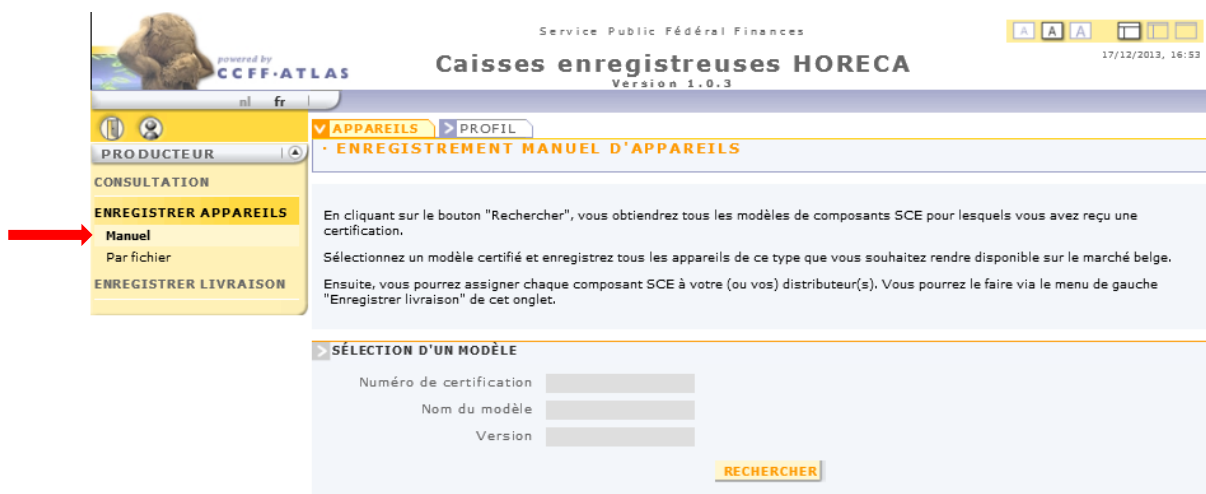 Service Public Fédéral Finances
A A A
17/12/2013, 16:53
powered by
CCFF-ATLAS
Caisses enregistreuses HORECA
Version 1.0.3
nl fr
APPAREILS PROFIL
PRODUCTEUR
· ENREGISTREMENT MANUEL D'APPAREILS
CONSULTATION
ENREGISTRER APPAREILS
Manuel
Par fichier
ENREGISTRER LIVRAISON
En cliquant sur le bouton "Rechercher", vous obtiendrez tous les modèles de composants SCE pour lesquels vous avez reçu une
certification.
Sélectionnez un modèle certifié et enregistrez tous les appareils de ce type que vous souhaitez rendre disponible sur le marché belge.
Ensuite, vous pourrez assigner chaque composant SCE à votre (ou vos) distributeur(s). Vous pourrez le faire via le menu de gauche
"Enregistrer livraison" de cet onglet.
SÉLECTION D'UN MODÈLE
Numéro de certification
Nom du modèle
Version
RECHERCHER